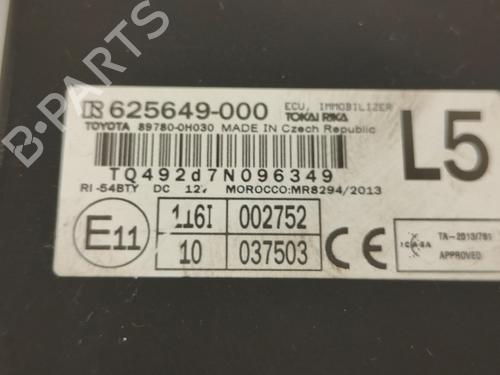 B-PARTS
625649-000
ECU, IMMOBILIZER
TOKAI RIKA
TOYOTA 89780-0H030 MADE IN Czech Republic
L5
TQ492d7N096349
RI-54BTY DC 12V MOROCCO:MR8294/2013
E11
116I 002752
10 037503
CE
ICASA
TA-2013/781
APPROVED